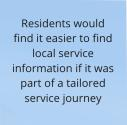 Residents would
find it easier to find
local service
information if it was
part of a tailored
service journey